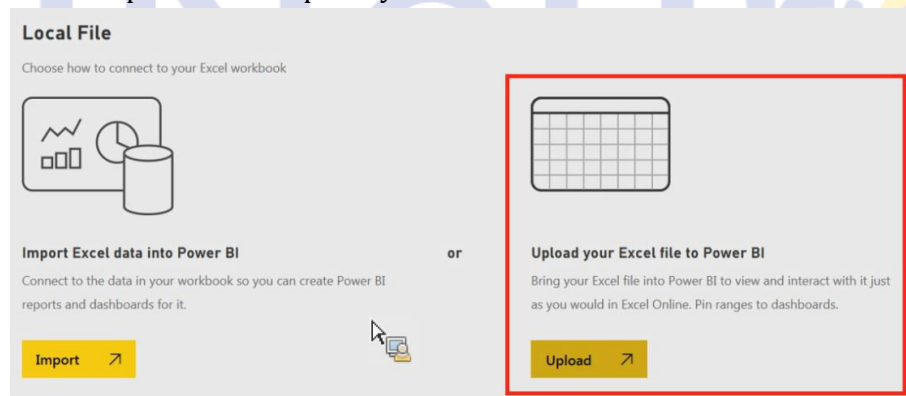 Local File
Choose how to connect to your Excel workbook
Import Excel data into Power BI
Connect to the data in your workbook so you can create Power BI
reports and dashboards for it.
Import
or
Upload your Excel file to Power BI
Bring your Excel file into Power BI to view and interact with it just
as you would in Excel Online. Pin ranges to dashboards.
Upload